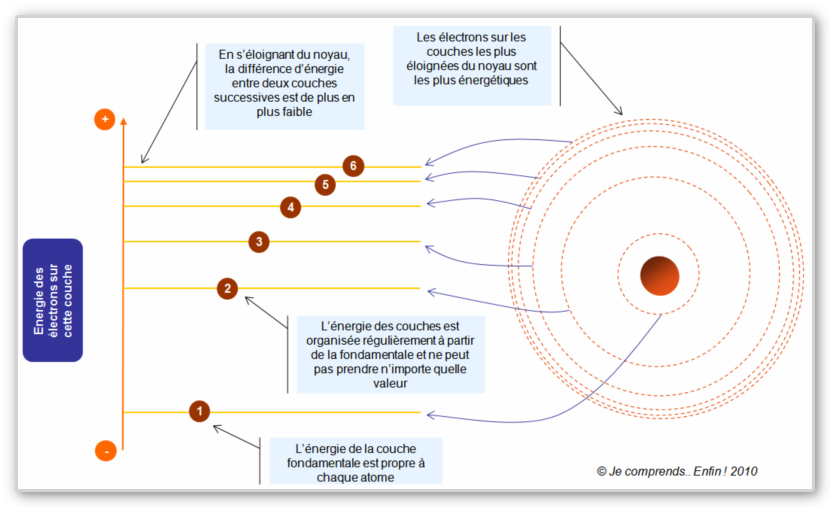 En s’éloignant du noyau,
la différence d’énergie
entre deux couches
successives est de plus en
plus faible
Les électrons sur les
couches les plus
éloignées du noyau sont
les plus énergétiques
+
6
5
4
3
2
1
-
Energie des
électrons sur
cette couche
L’énergie des couches est
organisée régulièrement à partir
de la fondamentale et ne peut
pas prendre n’importe quelle
valeur
L’énergie de la couche
fondamentale est propre à
chaque atome
© Je comprends.. Enfin ! 2010